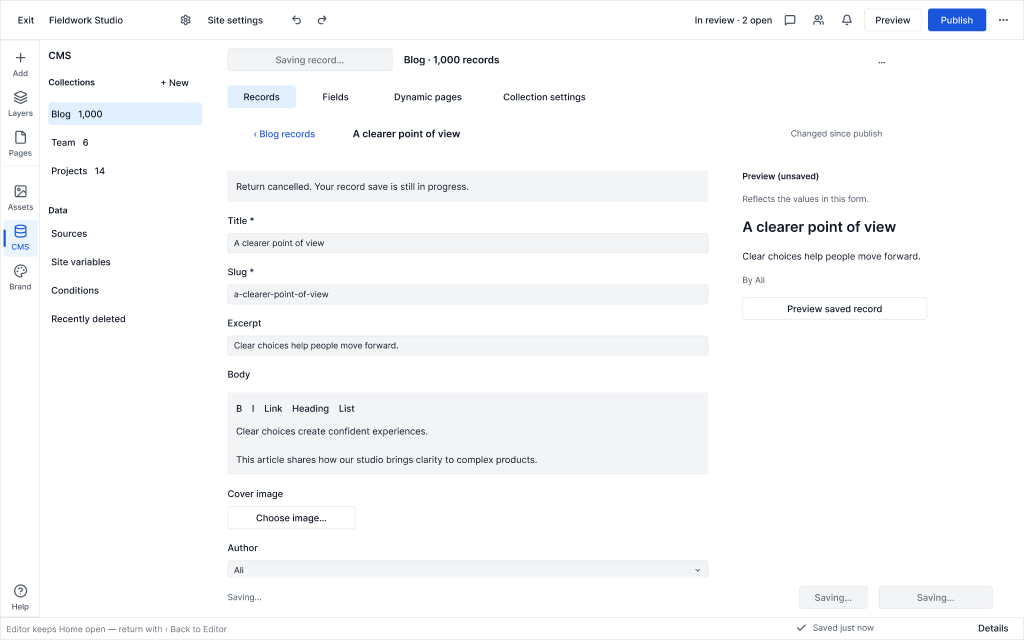 Exit Fieldwork Studio Site settings In review · 2 open Preview Publish ...
Add
Layers
Pages
Assets
CMS
Brand
Help
CMS
Collections + New
Blog 1,000
Team 6
Projects 14
Data
Sources
Site variables
Conditions
Recently deleted
Saving record... Blog · 1,000 records ...
Records Fields Dynamic pages Collection settings
‹ Blog records A clearer point of view Changed since publish
Return cancelled. Your record save is still in progress.
Title *
A clearer point of view
Slug *
a-clearer-point-of-view
Excerpt
Clear choices help people move forward.
Body
B I Link Heading List
Clear choices create confident experiences.
This article shares how our studio brings clarity to complex products.
Cover image
Choose image...
Author
Ali
Preview (unsaved)
Reflects the values in this form.
A clearer point of view
Clear choices help people move forward.
By Ali
Preview saved record
Saving... Saving... Saving...
Editor keeps Home open — return with ‹ Back to Editor Saved just now Details